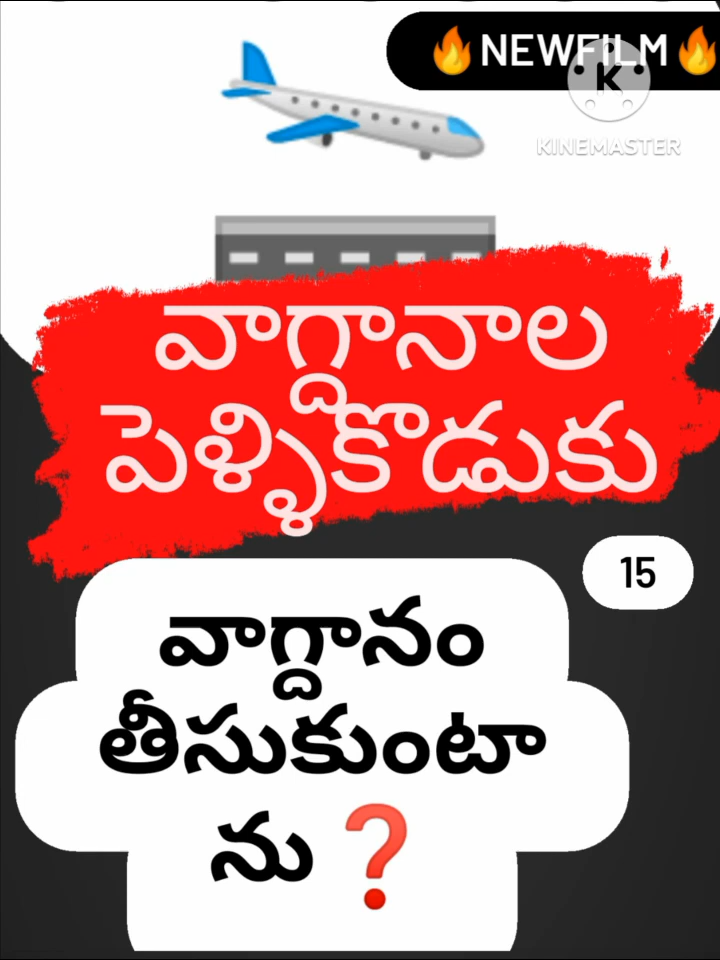 🔥NEWFILM🔥
K
KINEMASTER
వాగ్దానాల
పెళ్ళికొడుకు
15
వాగ్దానం
తీసుకుంటా
ను❓